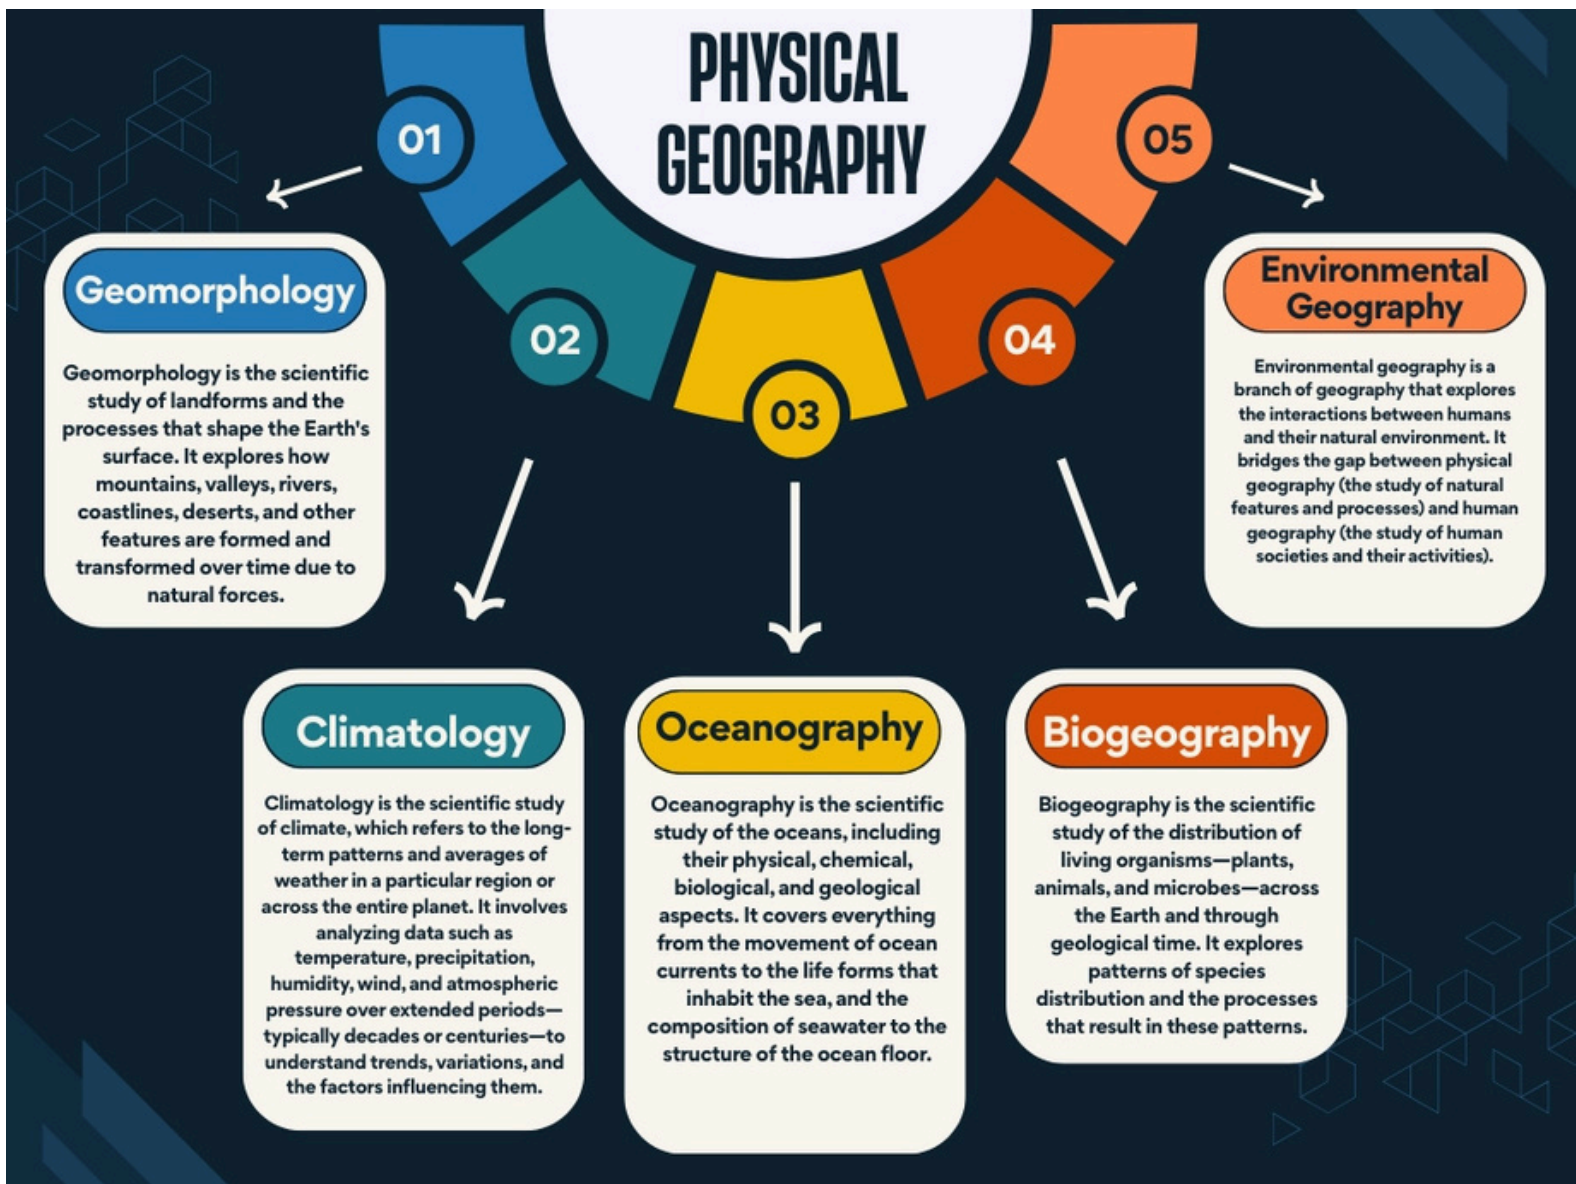 PHYSICAL
GEOGRAPHY
01
Geomorphology
Geomorphology is the scientific
study of landforms and the
processes that shape the Earth's
surface. It explores how
mountains, valleys, rivers,
coastlines, deserts, and other
features are formed and
transformed over time due to
natural forces.
02
Climatology
Climatology is the scientific study
of climate, which refers to the long-
term patterns and averages of
weather in a particular region or
across the entire planet. It involves
analyzing data such as
temperature, precipitation,
humidity, wind, and atmospheric
pressure over extended periods—
typically decades or centuries—to
understand trends, variations, and
the factors influencing them.
03
Oceanography
Oceanography is the scientific
study of the oceans, including
their physical, chemical,
biological, and geological
aspects. It covers everything
from the movement of ocean
currents to the life forms that
inhabit the sea, and the
composition of seawater to the
structure of the ocean floor.
04
Biogeography
Biogeography is the scientific
study of the distribution of
living organisms—plants,
animals, and microbes—across
the Earth and through
geological time. It explores
patterns of species
distribution and the processes
that result in these patterns.
05
Environmental
Geography
Environmental geography is a
branch of geography that explores
the interactions between humans
and their natural environment. It
bridges the gap between physical
geography (the study of natural
features and processes) and human
geography (the study of human
societies and their activities).